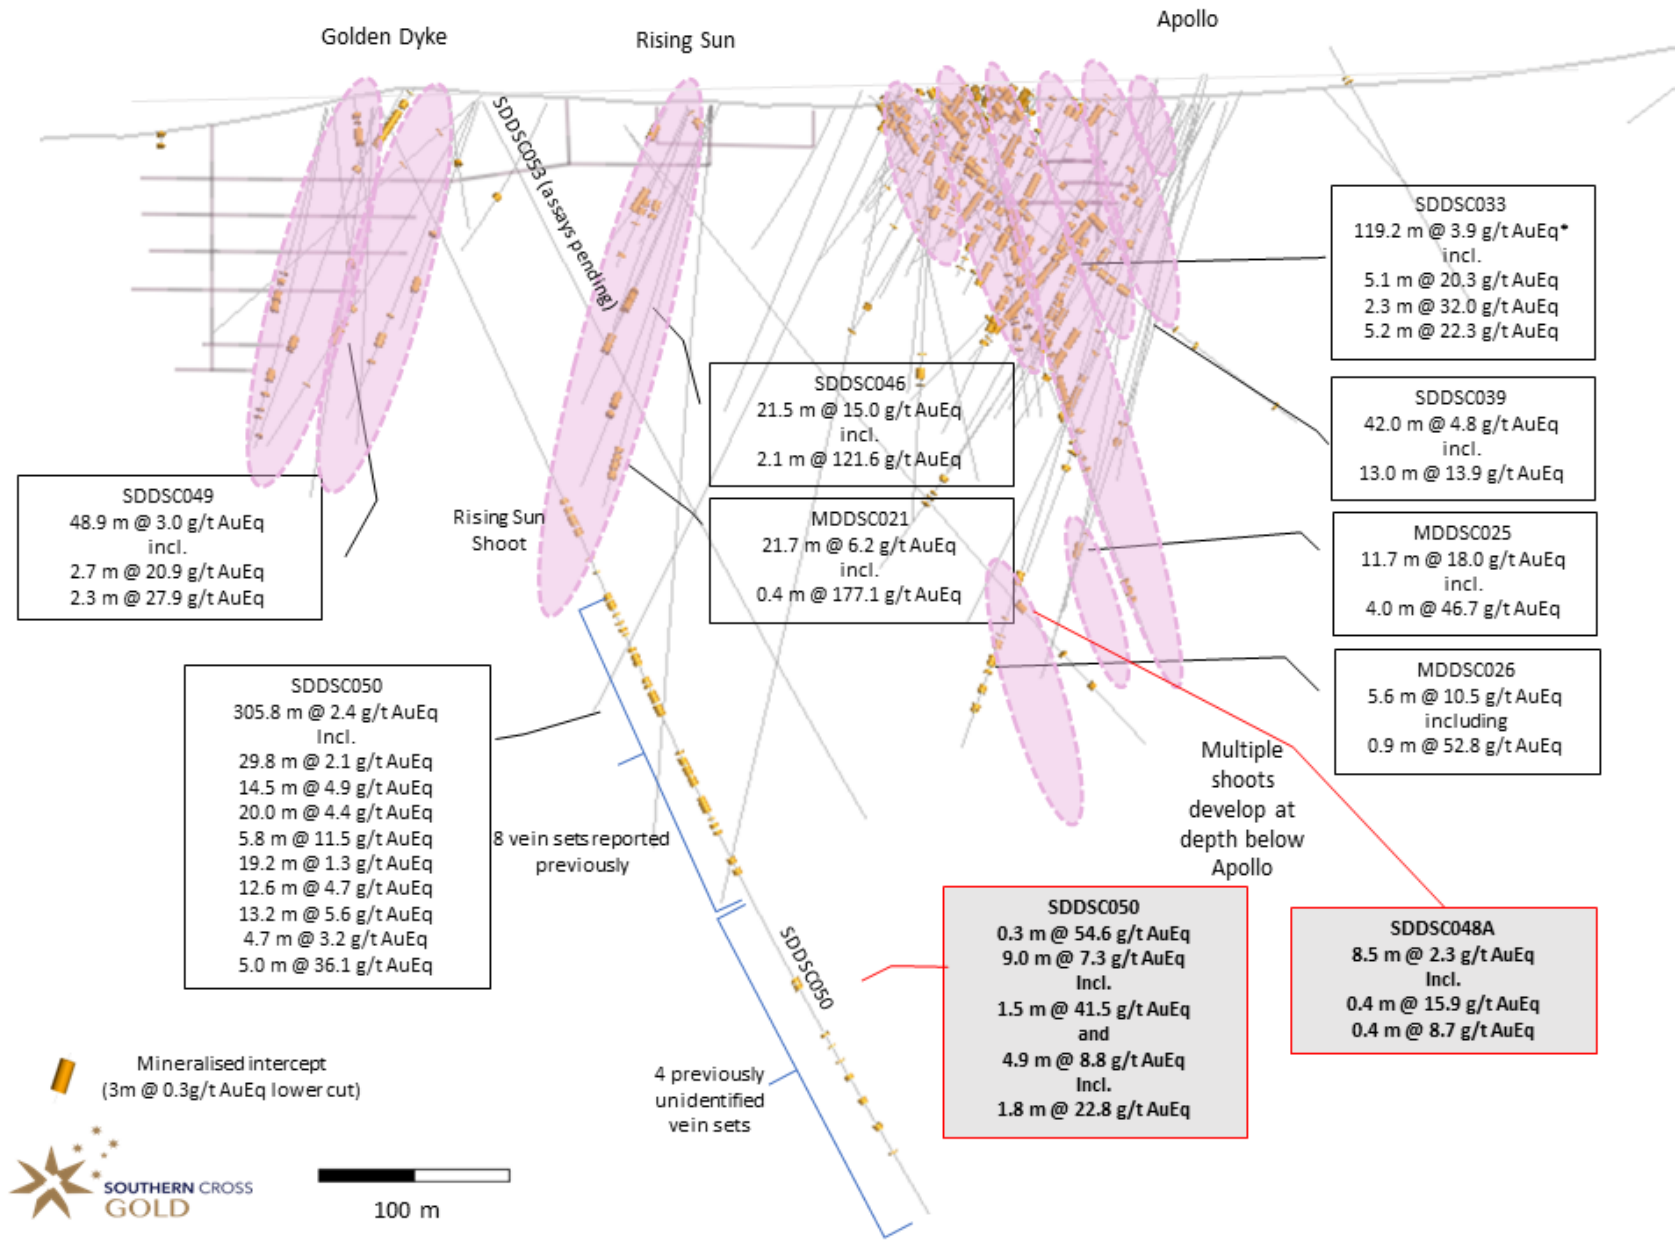 Golden Dyke
Rising Sun
Apollo
SDDSC053 (assays pending)
SDDSC033
119.2 m @ 3.9 g/t AuEq*
incl.
5.1 m @ 20.3 g/t AuEq
2.3 m @ 32.0 g/t AuEq
5.2 m @ 22.3 g/t AuEq
SDDSC046
21.5 m @ 15.0 g/t AuEq
incl.
2.1 m @ 121.6 g/t AuEq
SDDSC039
42.0 m @ 4.8 g/t AuEq
incl.
13.0 m @ 13.9 g/t AuEq
SDDSC049
48.9 m @ 3.0 g/t AuEq
incl.
2.7 m @ 20.9 g/t AuEq
2.3 m @ 27.9 g/t AuEq
Rising Sun
Shoot
MDDSC021
21.7 m @ 6.2 g/t AuEq
incl.
0.4 m @ 177.1 g/t AuEq
MDDSC025
11.7 m @ 18.0 g/t AuEq
incl.
4.0 m @ 46.7 g/t AuEq
MDDSC026
5.6 m @ 10.5 g/t AuEq
including
0.9 m @ 52.8 g/t AuEq
SDDSC050
305.8 m @ 2.4 g/t AuEq
Incl.
29.8 m @ 2.1 g/t AuEq
14.5 m @ 4.9 g/t AuEq
20.0 m @ 4.4 g/t AuEq
5.8 m @ 11.5 g/t AuEq
19.2 m @ 1.3 g/t AuEq
12.6 m @ 4.7 g/t AuEq
13.2 m @ 5.6 g/t AuEq
4.7 m @ 3.2 g/t AuEq
5.0 m @ 36.1 g/t AuEq
8 vein sets reported
previously
Multiple
shoots
develop at
depth below
Apollo
SDDSC050
SDDSC050
0.3 m @ 54.6 g/t AuEq
9.0 m @ 7.3 g/t AuEq
Incl.
1.5 m @ 41.5 g/t AuEq
and
4.9 m @ 8.8 g/t AuEq
Incl.
1.8 m @ 22.8 g/t AuEq
SDDSC048A
8.5 m @ 2.3 g/t AuEq
Incl.
0.4 m @ 15.9 g/t AuEq
0.4 m @ 8.7 g/t AuEq
4 previously
unidentified
vein sets
Mineralised intercept
(3m @ 0.3g/t AuEq lower cut)
SOUTHERN CROSS
GOLD
100 m